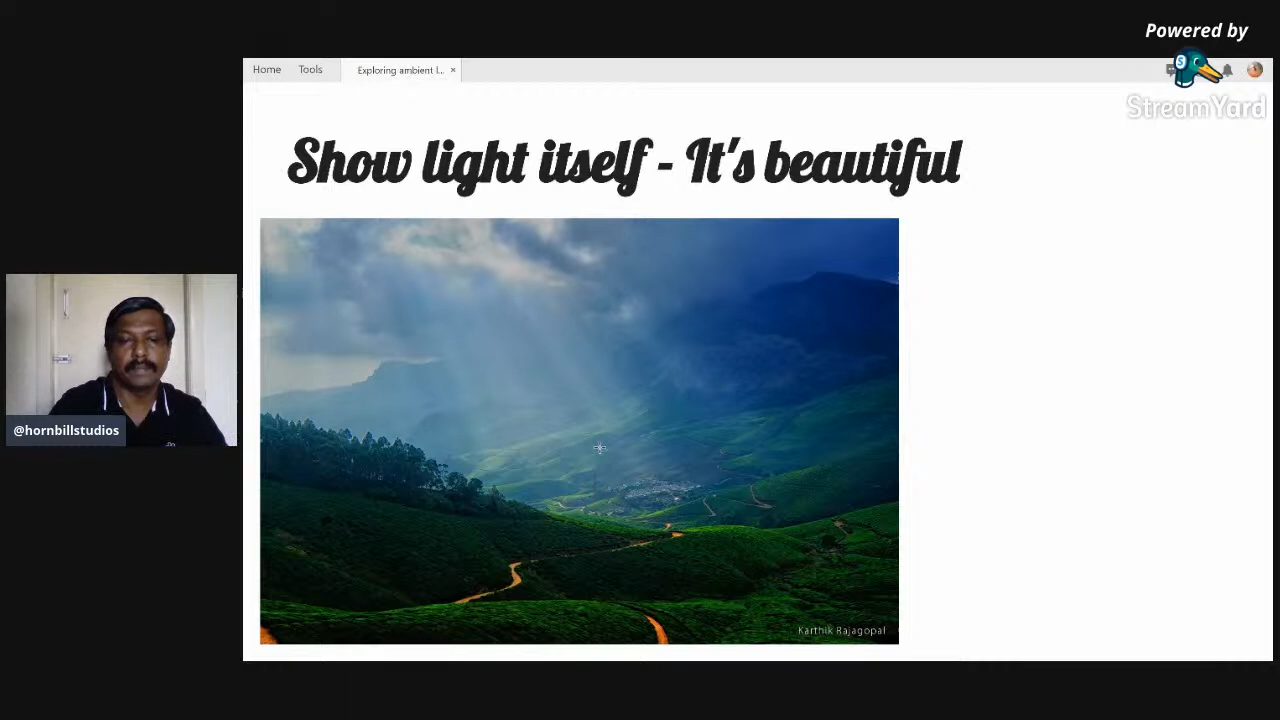 Powered by
StreamYard
Home Tools Exploring ambient l... ×
Show light itself - It's beautiful
@hornbillstudios
Karthik Rajagopal